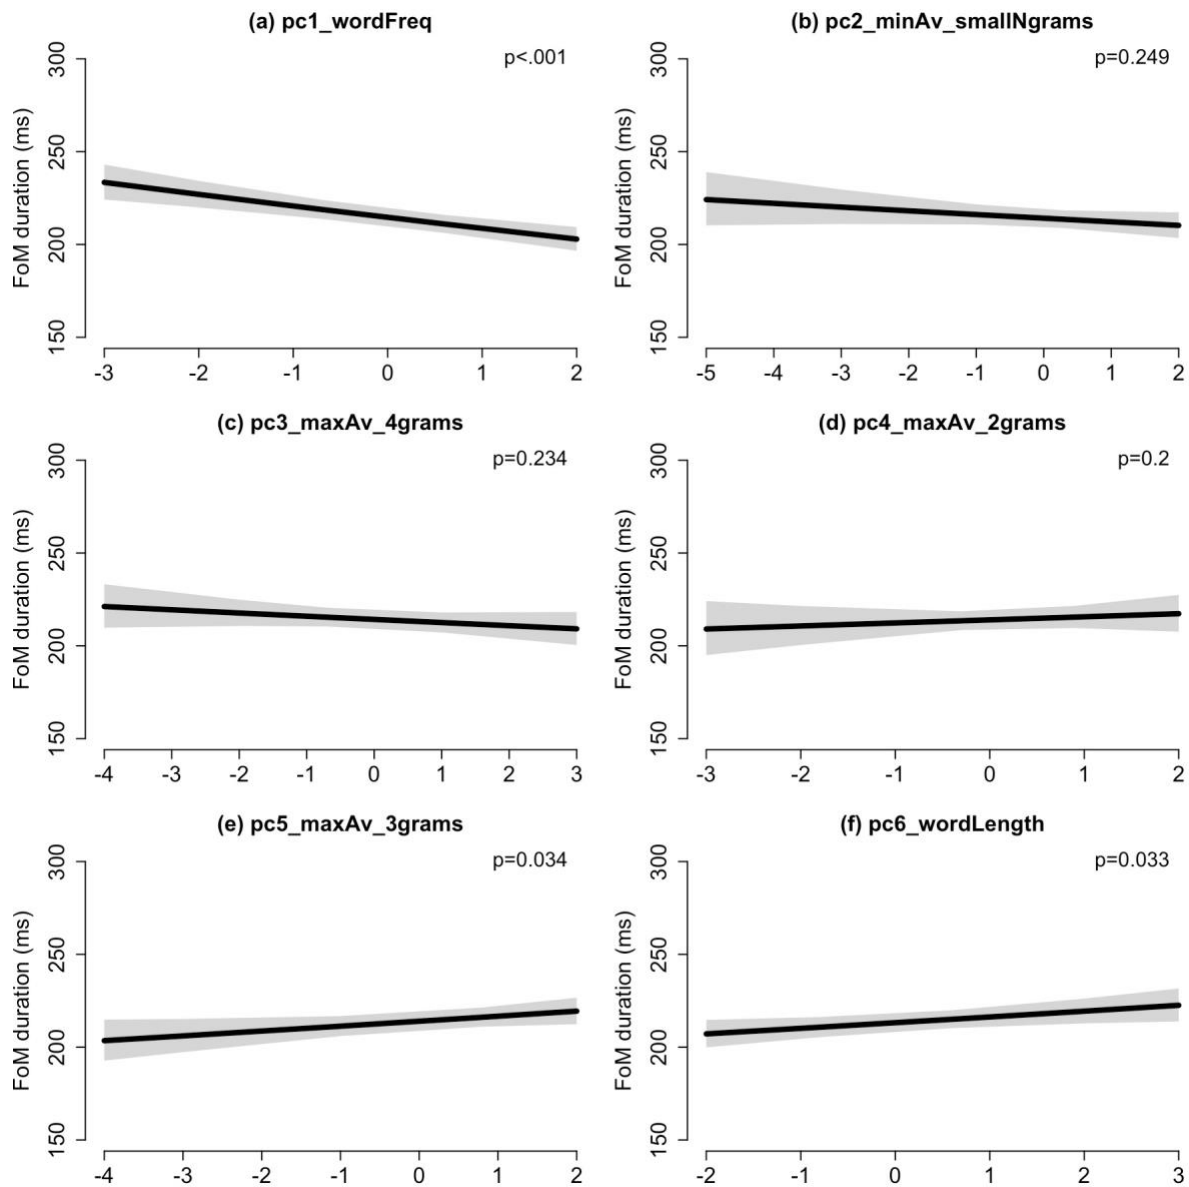 (a) pc1_wordFreq
p<.001
FoM duration (ms)
300
250
200
150
-3 -2 -1 0 1 2
(b) pc2_minAv_smallNgrams
p=0.249
FoM duration (ms)
300
250
200
150
-5 -4 -3 -2 -1 0 1 2
(c) pc3_maxAv_4grams
p=0.234
FoM duration (ms)
300
250
200
150
-4 -3 -2 -1 0 1 2 3
(d) pc4_maxAv_2grams
p=0.2
FoM duration (ms)
300
250
200
150
-3 -2 -1 0 1 2
(e) pc5_maxAv_3grams
p=0.034
FoM duration (ms)
300
250
200
150
-4 -3 -2 -1 0 1 2
(f) pc6_wordLength
p=0.033
FoM duration (ms)
300
250
200
150
-2 -1 0 1 2 3